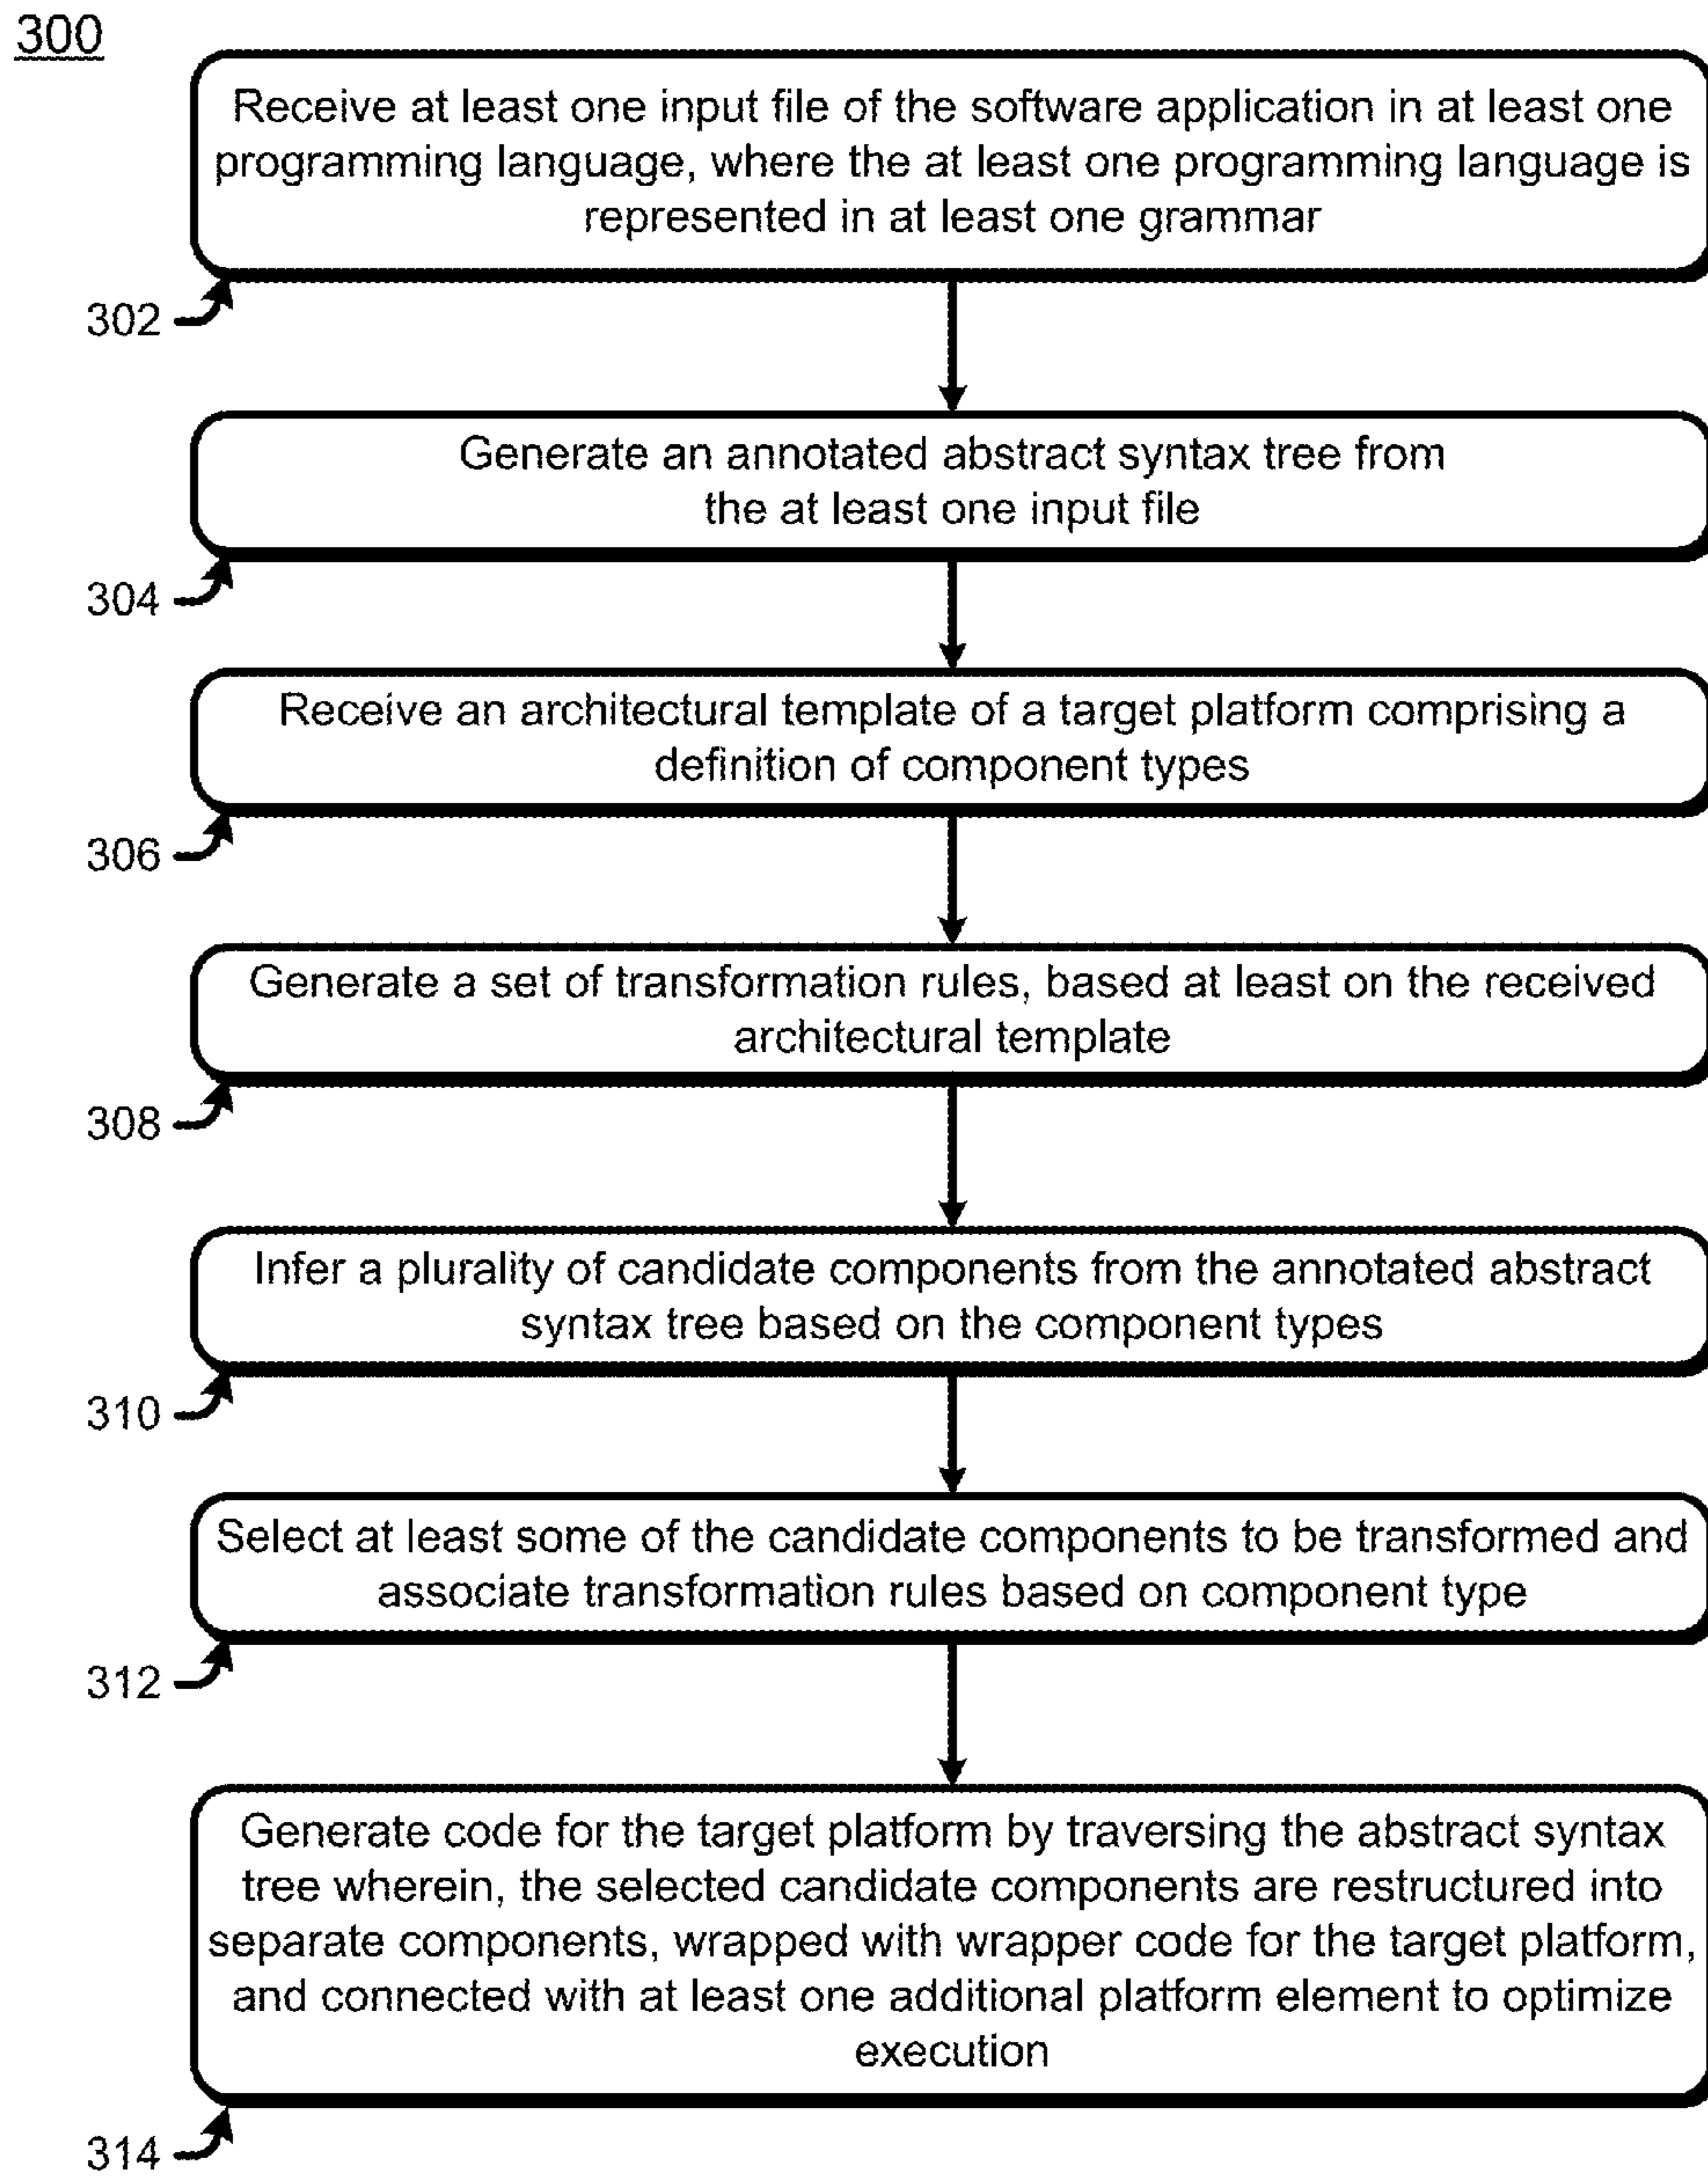 300
Receive at least one input file of the software application in at least one
programming language, where the at least one programming language is
represented in at least one grammar
302
Generate an annotated abstract syntax tree from
the at least one input file
304
Receive an architectural template of a target platform comprising a
definition of component types
306
Generate a set of transformation rules, based at least on the received
architectural template
308
Infer a plurality of candidate components from the annotated abstract
syntax tree based on the component types
310
Select at least some of the candidate components to be transformed and
associate transformation rules based on component type
312
Generate code for the target platform by traversing the abstract syntax
tree wherein, the selected candidate components are restructured into
separate components, wrapped with wrapper code for the target platform,
and connected with at least one additional platform element to optimize
execution
314